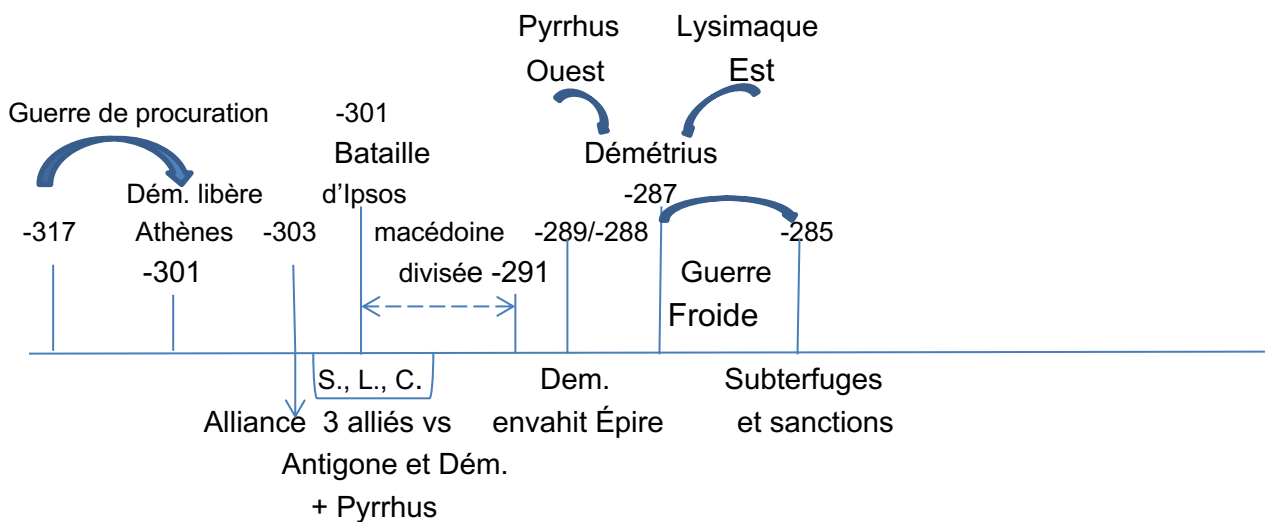 Pyrrhus Lysimaque
Ouest Est
Guerre de procuration -301
Bataille Démétrius
Dém. libère d'Ipsos -287
-317 Athènes -303 macédoine -289/-288 -285
-301 divisée -291 Guerre
Froide
S., L., C. Dem. Subterfuges
Alliance 3 alliés vs envahit Épire et sanctions
Antigone et Dém.
+ Pyrrhus